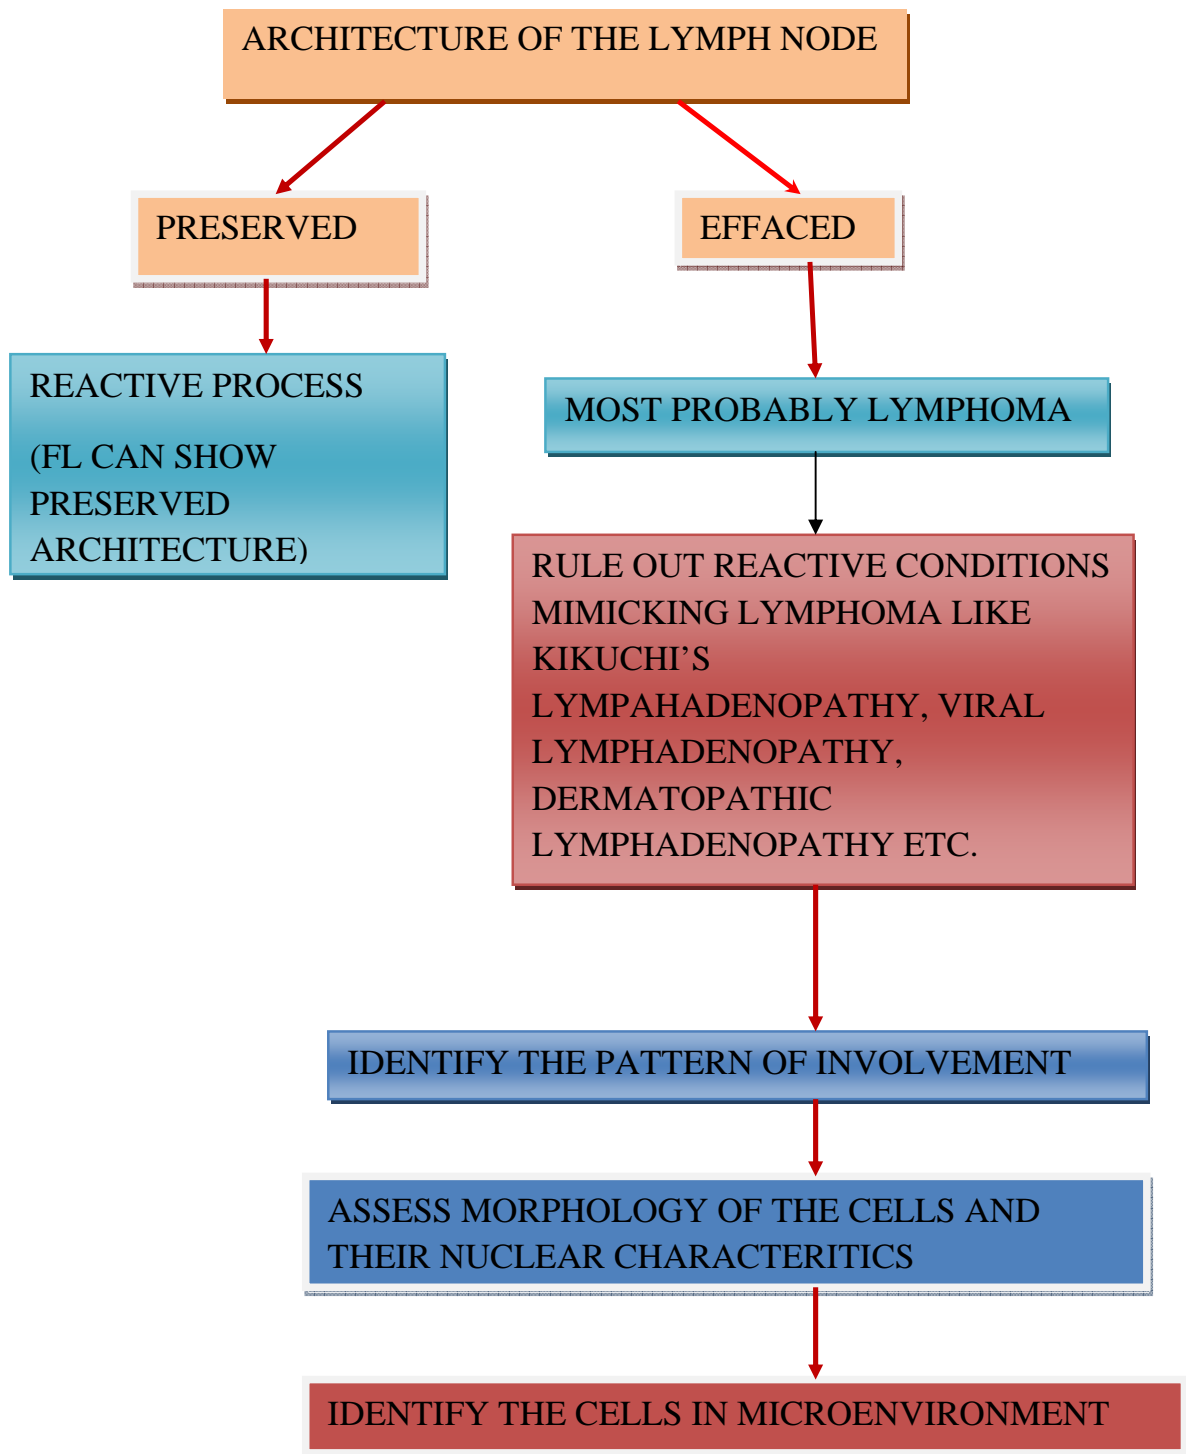 ARCHITECTURE OF THE LYMPH NODE
PRESERVED
EFFACED
REACTIVE PROCESS
(FL CAN SHOW
PRESERVED
ARCHITECTURE)
MOST PROBABLY LYMPHOMA
RULE OUT REACTIVE CONDITIONS
MIMICKING LYMPHOMA LIKE
KIKUCHI’S
LYMPAHADENOPATHY, VIRAL
LYMPHADENOPATHY,
DERMATOPATHIC
LYMPHADENOPATHY ETC.
IDENTIFY THE PATTERN OF INVOLVEMENT
ASSESS MORPHOLOGY OF THE CELLS AND
THEIR NUCLEAR CHARACTERITICS
IDENTIFY THE CELLS IN MICROENVIRONMENT